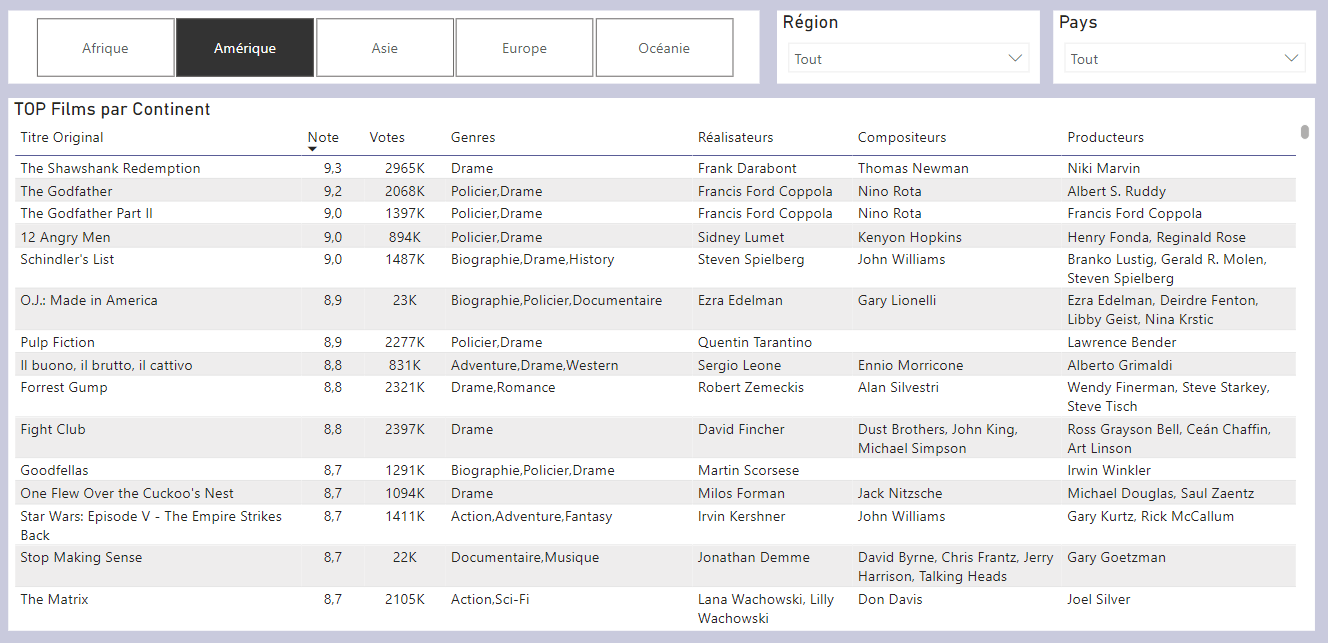 Afrique Amérique Asie Europe Océanie
Région
Tout
Pays
Tout
TOP Films par Continent
Titre Original Note Votes Genres Réalisateurs Compositeurs Producteurs
The Shawshank Redemption 9,3 2965K Drame Frank Darabont Thomas Newman Niki Marvin
The Godfather 9,2 2068K Policier,Drame Francis Ford Coppola Nino Rota Albert S. Ruddy
The Godfather Part II 9,0 1397K Policier,Drame Francis Ford Coppola Nino Rota Francis Ford Coppola
12 Angry Men 9,0 894K Policier,Drame Sidney Lumet Kenyon Hopkins Henry Fonda, Reginald Rose
Schindler's List 9,0 1487K Biographie,Drame,History Steven Spielberg John Williams Branko Lustig, Gerald R. Molen,
Steven Spielberg
O.J.: Made in America 8,9 23K Biographie,Policier,Documentaire Ezra Edelman Gary Lionelli Ezra Edelman, Deirdre Fenton,
Libby Geist, Nina Krstic
Pulp Fiction 8,9 2277K Policier,Drame Quentin Tarantino Lawrence Bender
Il buono, il brutto, il cattivo 8,8 831K Adventure,Drame,Western Sergio Leone Ennio Morricone Alberto Grimaldi
Forrest Gump 8,8 2321K Drame,Romance Robert Zemeckis Alan Silvestri Wendy Finerman, Steve Starkey,
Steve Tisch
Fight Club 8,8 2397K Drame David Fincher Dust Brothers, John King, Ross Grayson Bell, Ceán Chaffin,
Michael Simpson Art Linson
Goodfellas 8,7 1291K Biographie,Policier,Drame Martin Scorsese Irwin Winkler
One Flew Over the Cuckoo's Nest 8,7 1094K Drame Milos Forman Jack Nitzsche Michael Douglas, Saul Zaentz
Star Wars: Episode V - The Empire Strikes 8,7 1411K Action,Adventure,Fantasy Irvin Kershner John Williams Gary Kurtz, Rick McCallum
Back
Stop Making Sense 8,7 22K Documentaire,Musique Jonathan Demme David Byrne, Chris Frantz, Jerry Gary Goetzman
Harrison, Talking Heads
The Matrix 8,7 2105K Action,Sci-Fi Lana Wachowski, Lilly Don Davis Joel Silver
Wachowski